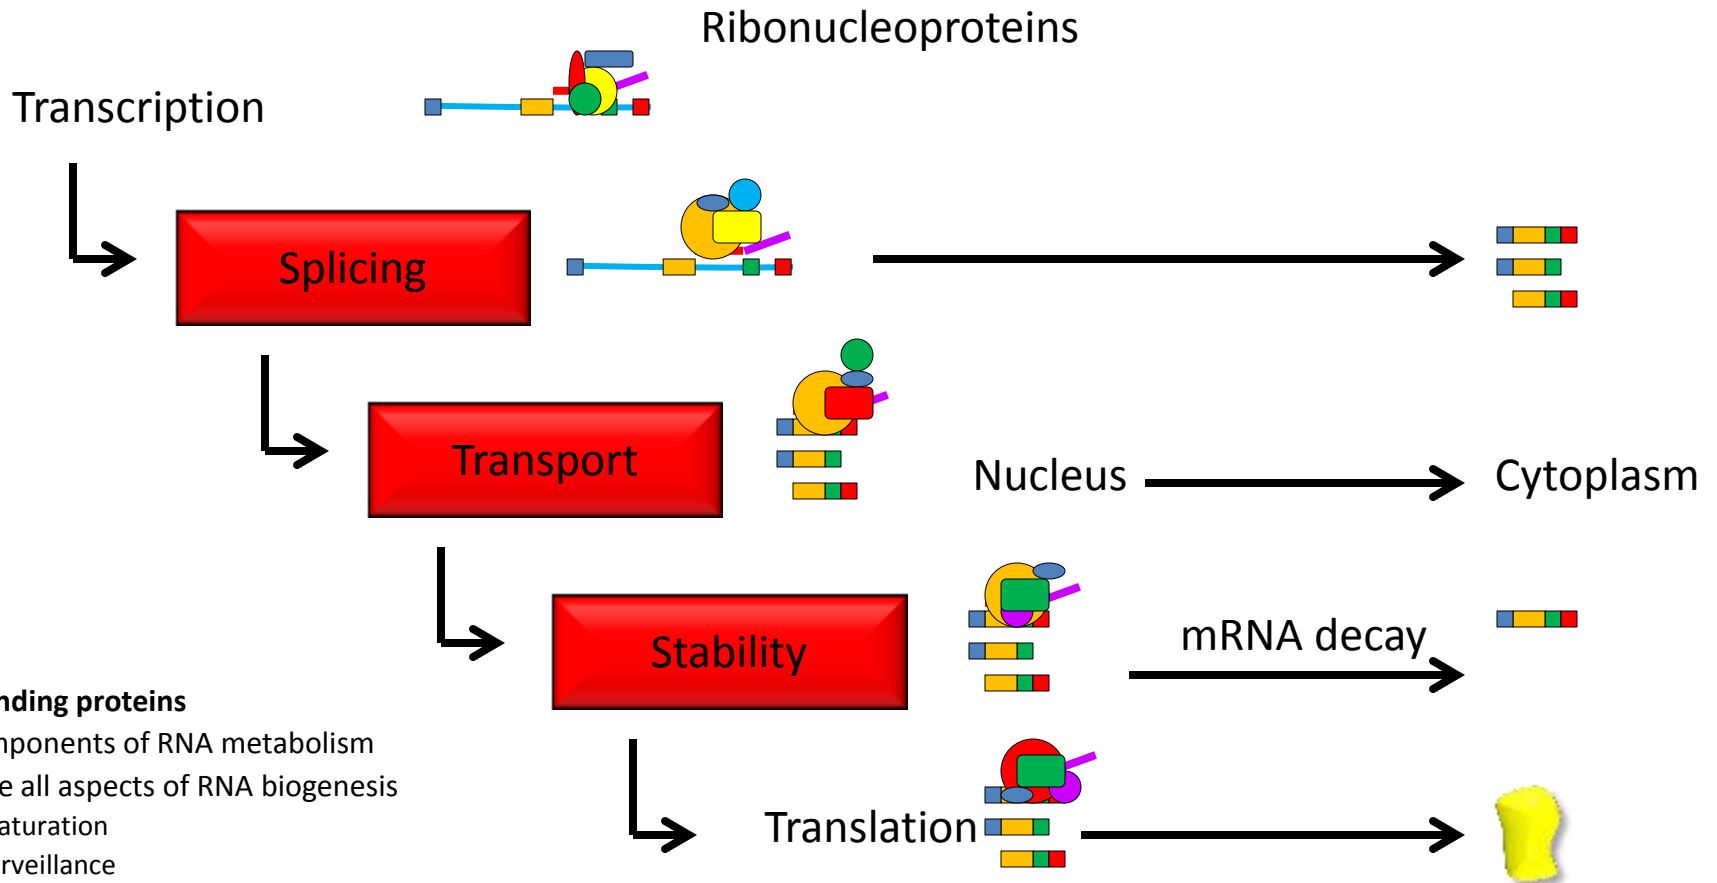 Ribonucleoproteins
Transcription
Splicing
Transport
Nucleus
Cytoplasm
Stability
mRNA decay
nding proteins
mponents of RNA metabolism
e all aspects of RNA biogenesis
aturation
rveillance
Translation